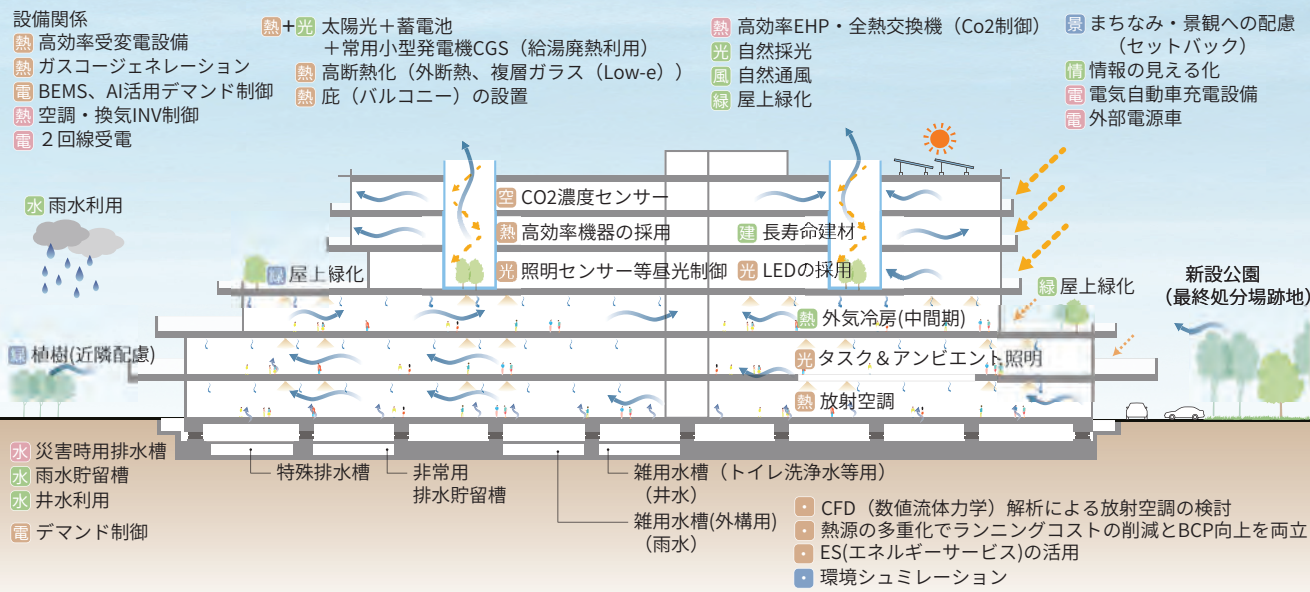 設備関係
熱 高効率受変電設備
熱 ガスコージェネレーション
電 BEMS、AI活用デマンド制御
熱 空調・換気INV制御
電 2回線受電
熱+光 太陽光+蓄電池
+常用小型発電機CGS(給湯廃熱利用)
熱 高断熱化(外断熱、複層ガラス(Low-e))
熱 庇(バルコニー)の設置
熱 高効率EHP・全熱交換機(Co2制御)
光 自然採光
風 自然通風
緑 屋上緑化
景 まちなみ・景観への配慮
(セットバック)
情 情報の見える化
電 電気自動車充電設備
電 外部電源車
水 雨水利用
空 CO2濃度センサー
熱 高効率機器の採用
建 長寿命建材
緑 屋上緑化
光 照明センサー等昼光制御
光 LEDの採用
緑 屋上緑化
新設公園
(最終処分場跡地)
熱 外気冷房(中間期)
緑 植樹(近隣配慮)
光 タスク&アンビエント照明
熱 放射空調
水 災害時用排水槽
水 雨水貯留槽
水 井水利用
電 デマンド制御
特殊排水槽
非常用
排水貯留槽
雑用水槽(トイレ洗浄水等用)
(井水)
雑用水槽(外構用)
(雨水)
・ CFD(数値流体力学)解析による放射空調の検討
・ 熱源の多重化でランニングコストの削減とBCP向上を両立
・ ES(エネルギーサービス)の活用
・ 環境シュミレーション